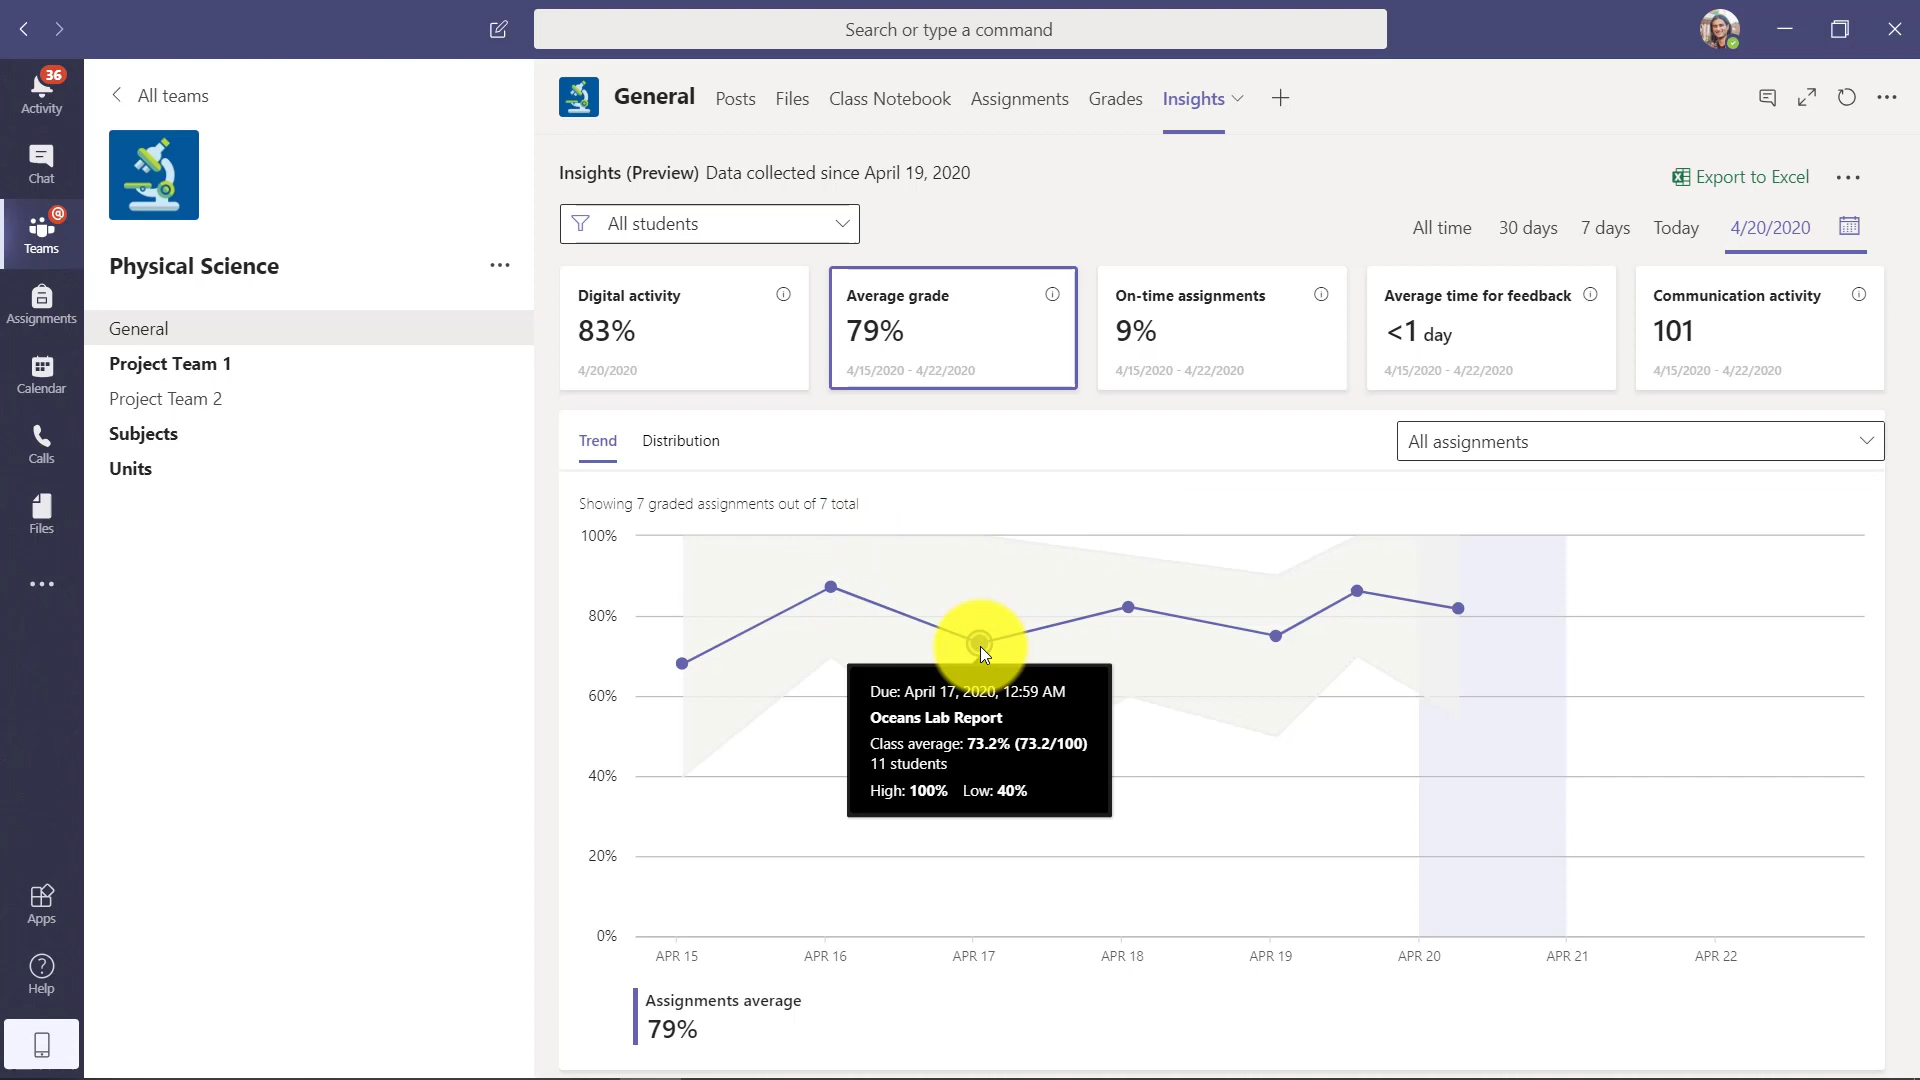 Search or type a command
36
Activity
Chat
@
Teams
Assignments
Calendar
Calls
Files
Apps
Help
All teams
Physical Science
General
Project Team 1
Project Team 2
Subjects
Units
General Posts Files Class Notebook Assignments Grades Insights
Insights (Preview) Data collected since April 19, 2020
Export to Excel
All students
All time 30 days 7 days Today 4/20/2020
Digital activity
83%
4/20/2020
Average grade
79%
4/15/2020 - 4/22/2020
On-time assignments
9%
4/15/2020 - 4/22/2020
Average time for feedback
<1 day
4/15/2020 - 4/22/2020
Communication activity
101
4/15/2020 - 4/22/2020
Trend Distribution
All assignments
Showing 7 graded assignments out of 7 total
100%
80%
60%
40%
20%
0%
Due: April 17, 2020, 12:59 AM
Oceans Lab Report
Class average: 73.2% (73.2/100)
11 students
High: 100% Low: 40%
APR 15 APR 16 APR 17 APR 18 APR 19 APR 20 APR 21 APR 22
Assignments average
79%